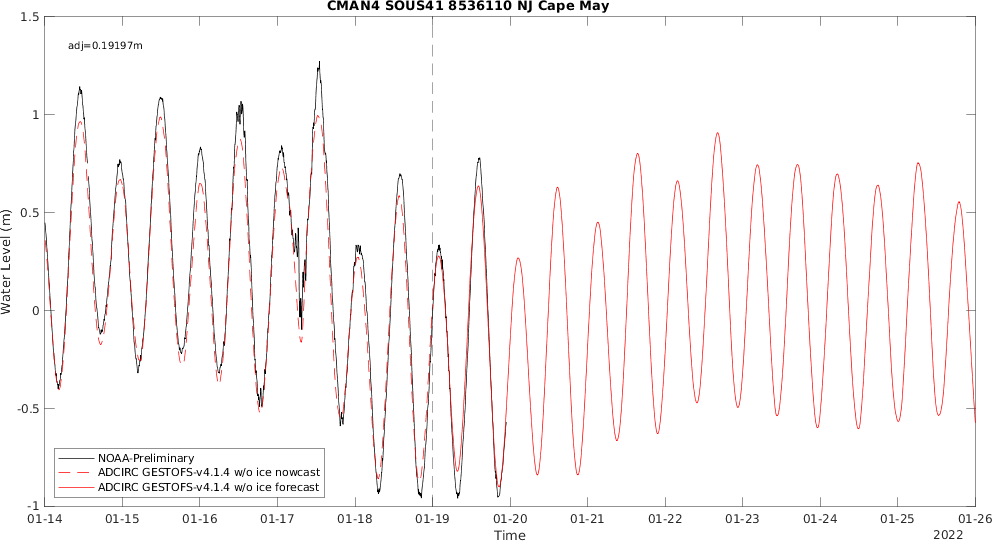 CMAN4 SOUS41 8536110 NJ Cape May
adj=0.19197m
1.5
1
0.5
0
-0.5
-1
Water Level (m)
NOAA-Preliminary
ADCIRC GESTOFS-v4.1.4 w/o ice nowcast
ADCIRC GESTOFS-v4.1.4 w/o ice forecast
01-14 01-15 01-16 01-17 01-18 01-19 01-20 01-21 01-22 01-23 01-24 01-25 01-26
Time
2022